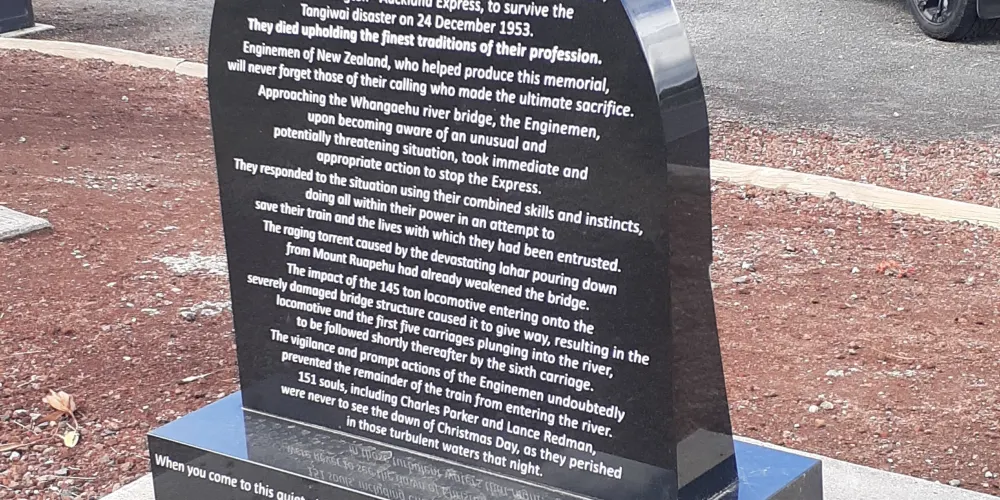 Auckland Express, to survive the
Tangiwai disaster on 24 December 1953.
They died upholding the finest traditions of their profession.
Enginemen of New Zealand, who helped produce this memorial,
will never forget those of their calling who made the ultimate sacrifice.
Approaching the Whangaehu river bridge, the Enginemen,
upon becoming aware of an unusual and
potentially threatening situation, took immediate and
appropriate action to stop the Express.
They responded to the situation using their combined skills and instincts,
doing all within their power in an attempt to
save their train and the lives with which they had been entrusted.
The raging torrent caused by the devastating lahar pouring down
from Mount Ruapehu had already weakened the bridge.
The impact of the 145 ton locomotive entering onto the
severely damaged bridge structure caused it to give way, resulting in the
locomotive and the first five carriages plunging into the river,
to be followed shortly thereafter by the sixth carriage.
The vigilance and prompt actions of the Enginemen undoubtedly
prevented the remainder of the train from entering the river.
151 souls, including Charles Parker and Lance Redman,
were never to see the dawn of Christmas Day, as they perished
in those turbulent waters that night.
When you come to this quiet